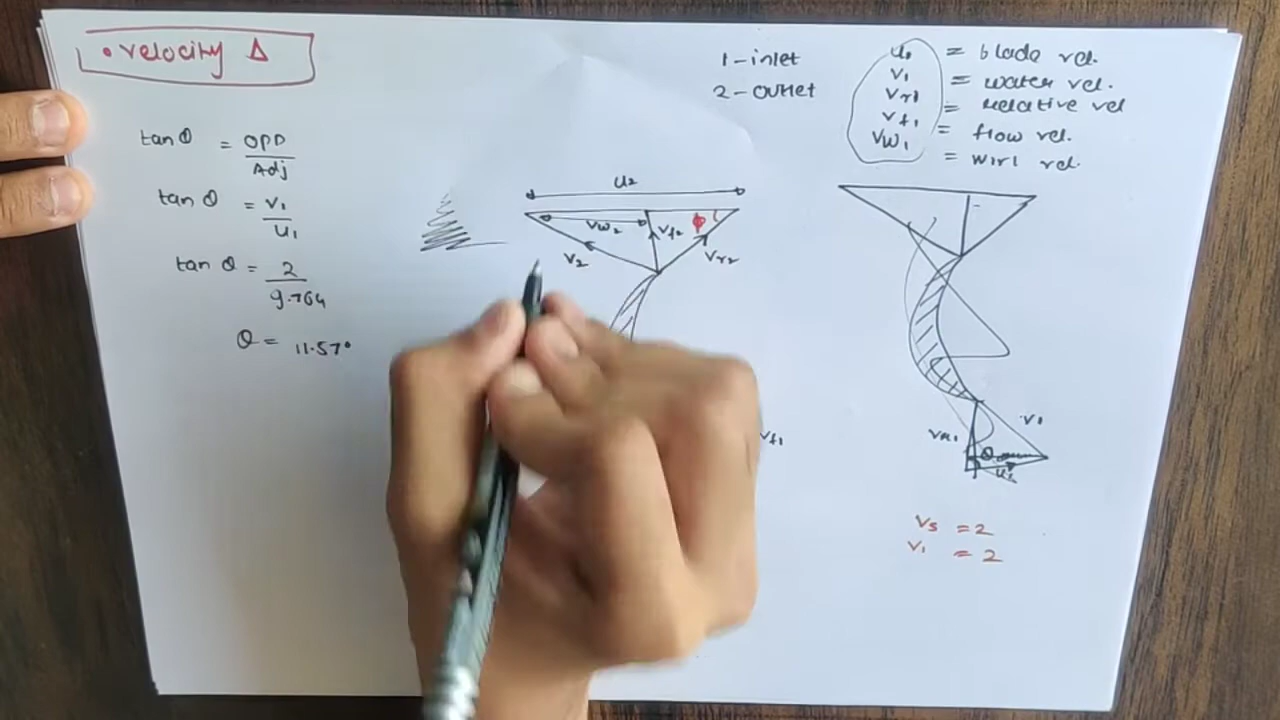 • velocity Δ
1 - inlet
2 - outlet
u₁ = blade vel.
v₁ = water vel.
vr₁ = relative vel
vf₁ = flow vel.
vw₁ = wirl vel.
tan θ = OPP / Adj
tan θ = v₁ / u₁
tan θ = 2 / 9.764
θ = 11.57°
u₂
vw₂
vf₂
ϕ
v₂
vr₂
vf₁
v₁
θ
u₁
vs = 2
v₁ = 2